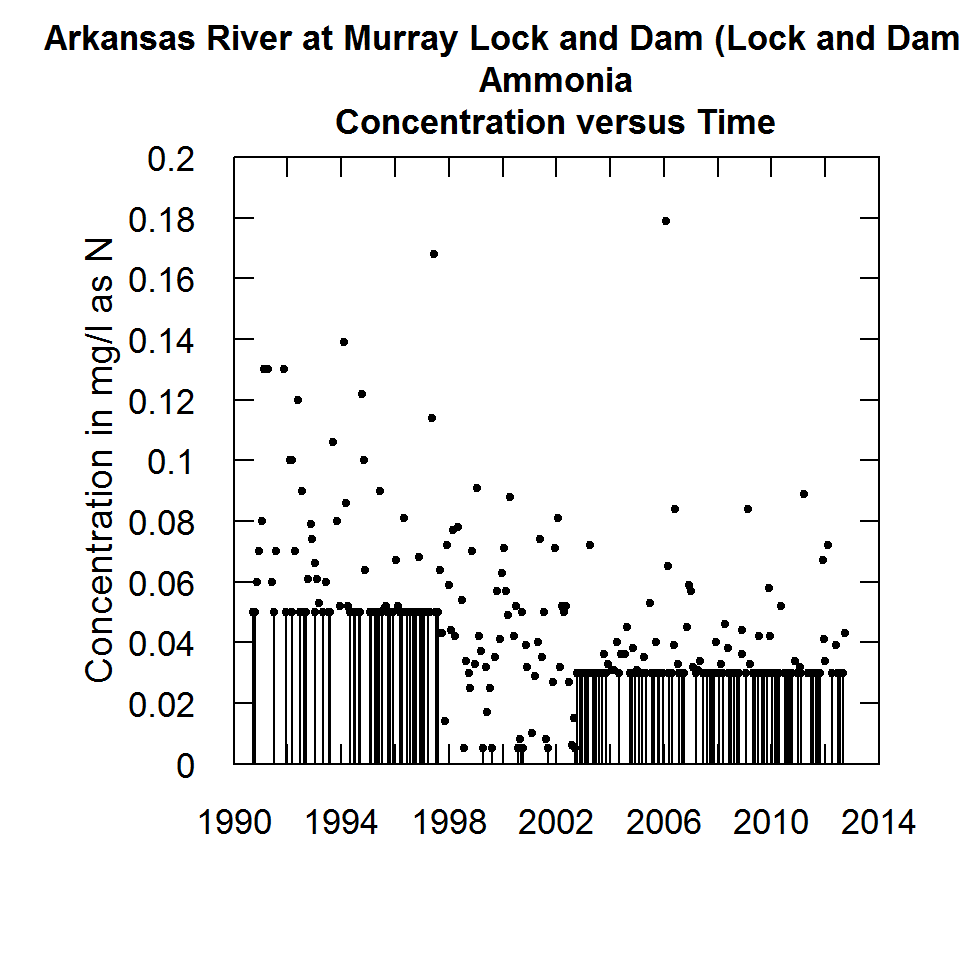 Arkansas River at Murray Lock and Dam (Lock and Dam
Ammonia
Concentration versus Time
Concentration in mg/l as N
0.2
0.18
0.16
0.14
0.12
0.1
0.08
0.06
0.04
0.02
0
1990 1994 1998 2002 2006 2010 2014